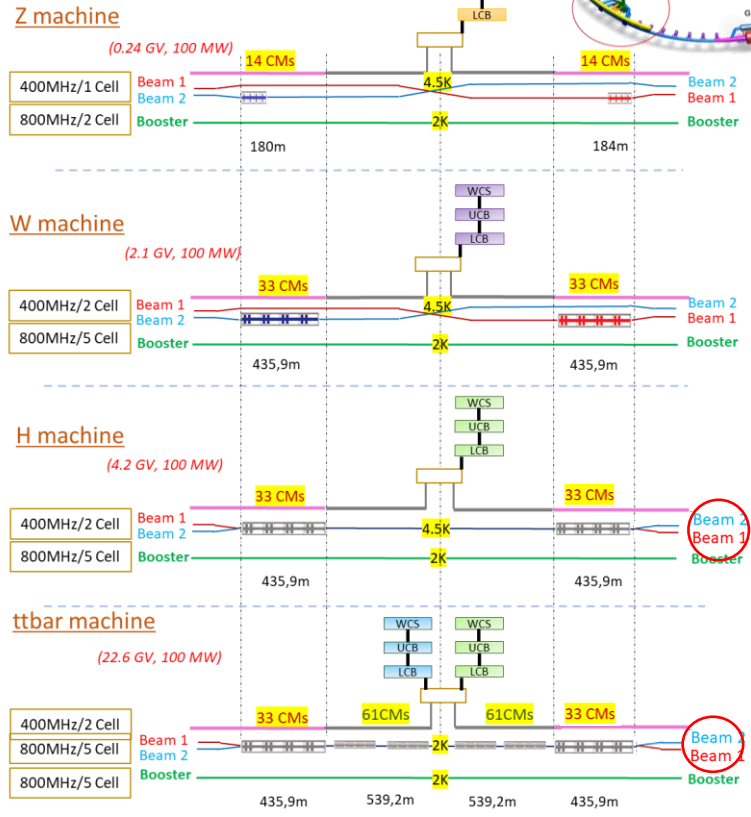 LCB
G
Z machine
(0.24 GV, 100 MW)
14 CMs
14 CMs
400MHz/1 Cell
Beam 1
4.5K
Beam 2
Beam 2
Beam 1
800MHz/2 Cell
Booster
2K
Booster
180m
184m
WCS
W machine
UCB
(2.1 GV, 100 MW)
LCB
33 CMs
33 CMs
400MHz/2 Cell
Beam 1
4.5K
Beam 2
Beam 2
Beam 1
800MHz/5 Cell
Booster
2K
Booster
435,9m
435,9m
WCS
H machine
UCB
(4.2 GV, 100 MW)
LCB
33 CMs
33 CMs
400MHz/2 Cell
Beam 1
4.5K
Beam 2
Beam 2
Beam 1
800MHz/5 Cell
Booster
2K
Booster
435,9m
435,9m
ttbar machine
WCS
WCS
UCB
UCB
(22.6 GV, 100 MW)
LCB
LCB
33 CMs
61CMs
61CMs
33 CMs
400MHz/2 Cell
800MHz/5 Cell
Beam 1
2K
Beam 2
Beam 2
Beam 1
800MHz/5 Cell
Booster
2K
Booster
435,9m
539,2m
539,2m
435,9m